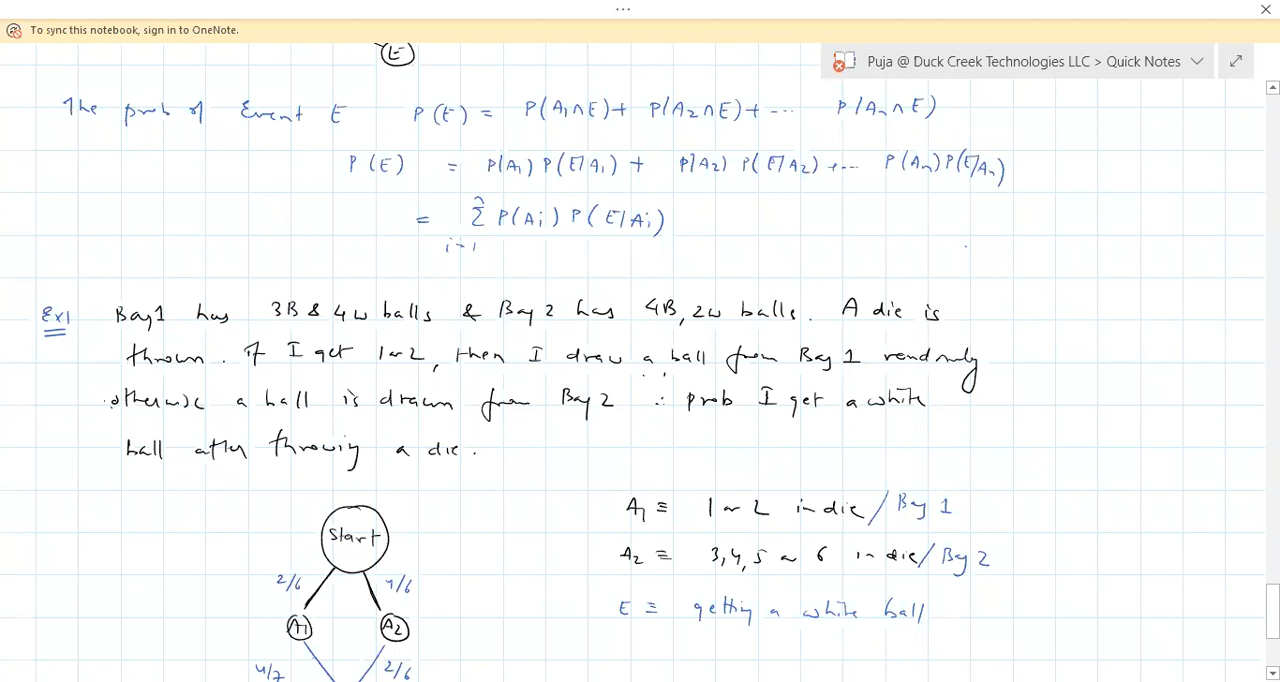 ...
To sync this notebook, sign in to OneNote.
Puja @ Duck Creek Technologies LLC > Quick Notes
E
The prob of Event E P(E) = P(A1∩E)+ P(A2∩E)+ --- P(An∩E)
P(E) = P(A1) P(E/A1) + P(A2) P(E/A2) +--- P(An)P(E/An)
= n Σ P(Ai) P(E/Ai)
i=1
Ex1 Bag1 has 3B & 4W balls & Bag 2 has 4B, 2W balls. A die is
thrown. If I get 1 or 2, then I draw a ball from Bag 1 randomly
otherwise a ball is drawn from Bag 2 ∴ prob I get a white
ball after throwing a die.
A1 ≡ 1 or 2 in die / Bag 1
Start
A2 ≡ 3,4,5 or 6 in die / Bag 2
2/6 4/6
E ≡ getting a white ball
A1 A2
4/7 2/6